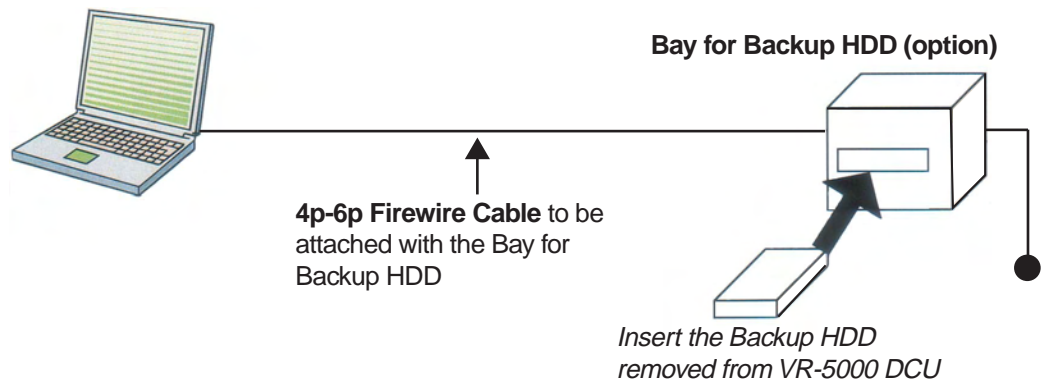 Bay for Backup HDD (option)
4p-6p Firewire Cable to be
attached with the Bay for
Backup HDD
Insert the Backup HDD
removed from VR-5000 DCU